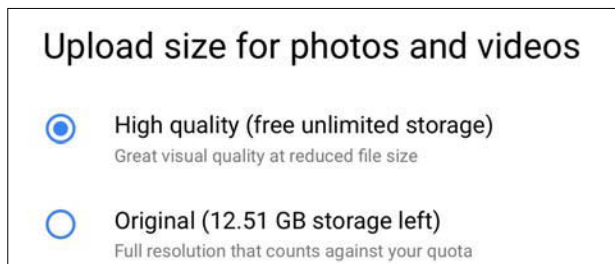 Upload size for photos and videos
High quality (free unlimited storage)
Great visual quality at reduced file size
Original (12.51 GB storage left)
Full resolution that counts against your quota